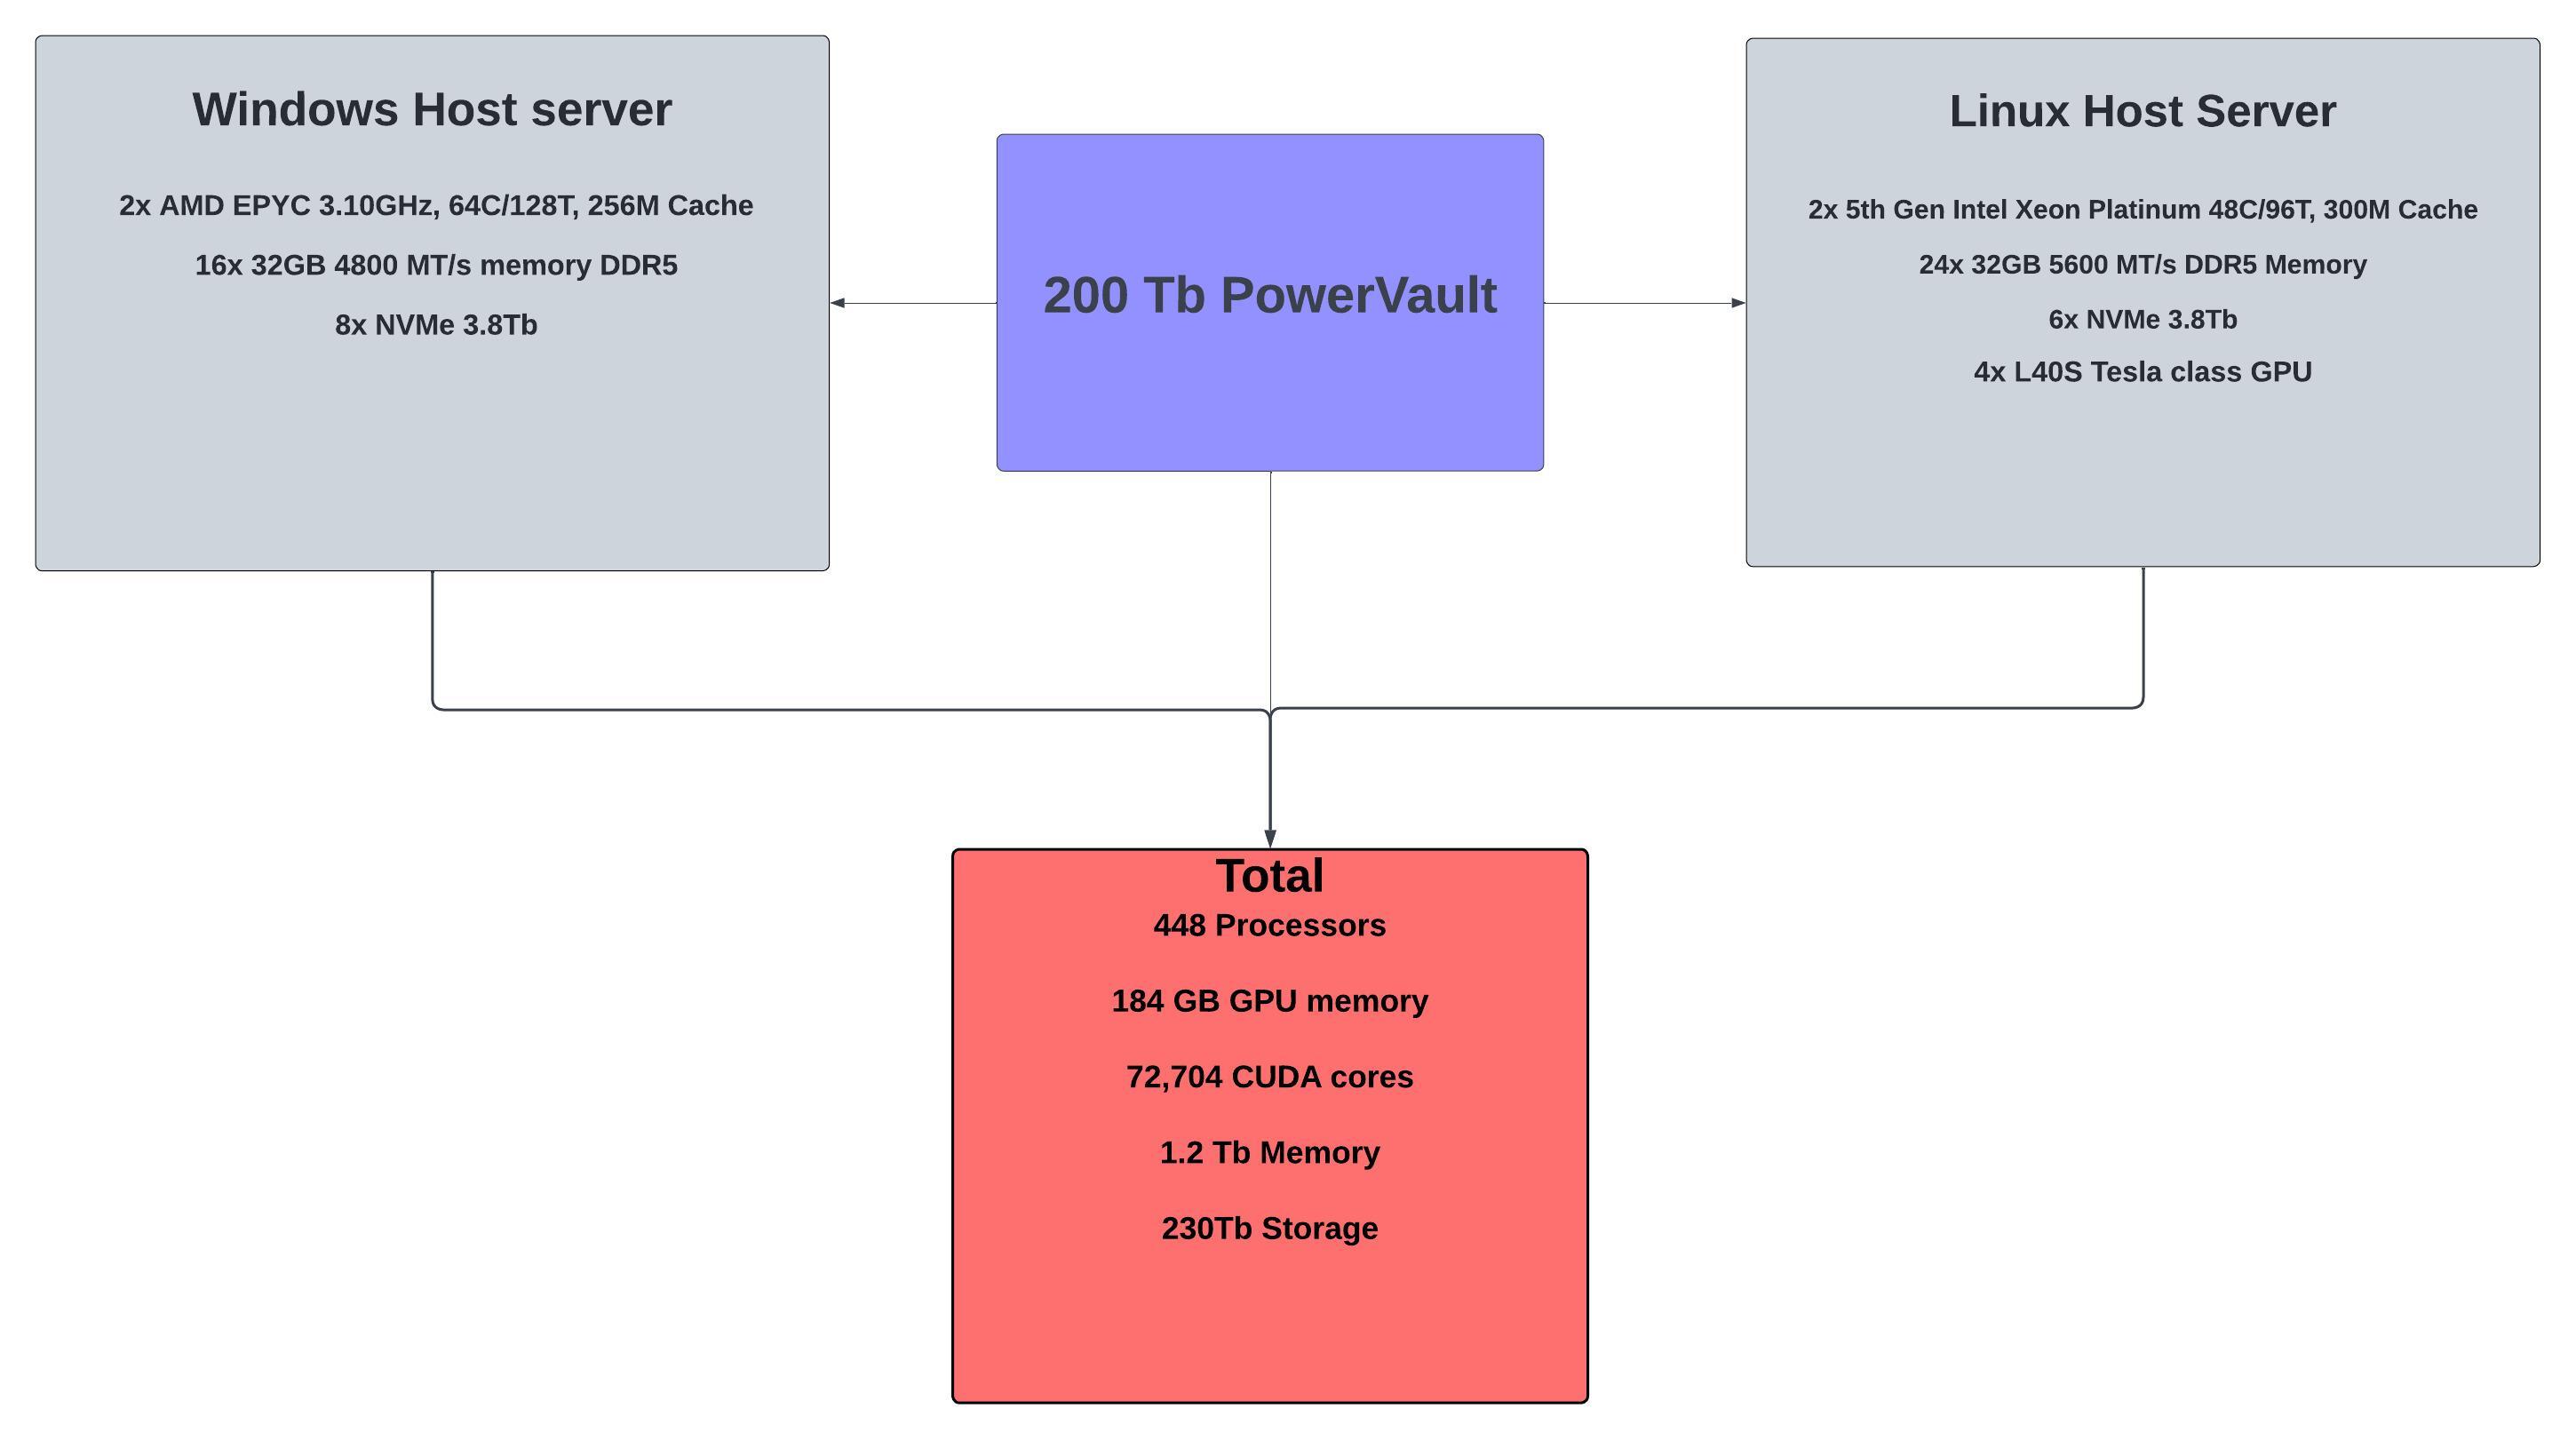 Windows Host server
2x AMD EPYC 3.10GHz, 64C/128T, 256M Cache
16x 32GB 4800 MT/s memory DDR5
8x NVMe 3.8Tb
200 Tb PowerVault
Linux Host Server
2x 5th Gen Intel Xeon Platinum 48C/96T, 300M Cache
24x 32GB 5600 MT/s DDR5 Memory
6x NVMe 3.8Tb
4x L40S Tesla class GPU
Total
448 Processors
184 GB GPU memory
72,704 CUDA cores
1.2 Tb Memory
230Tb Storage